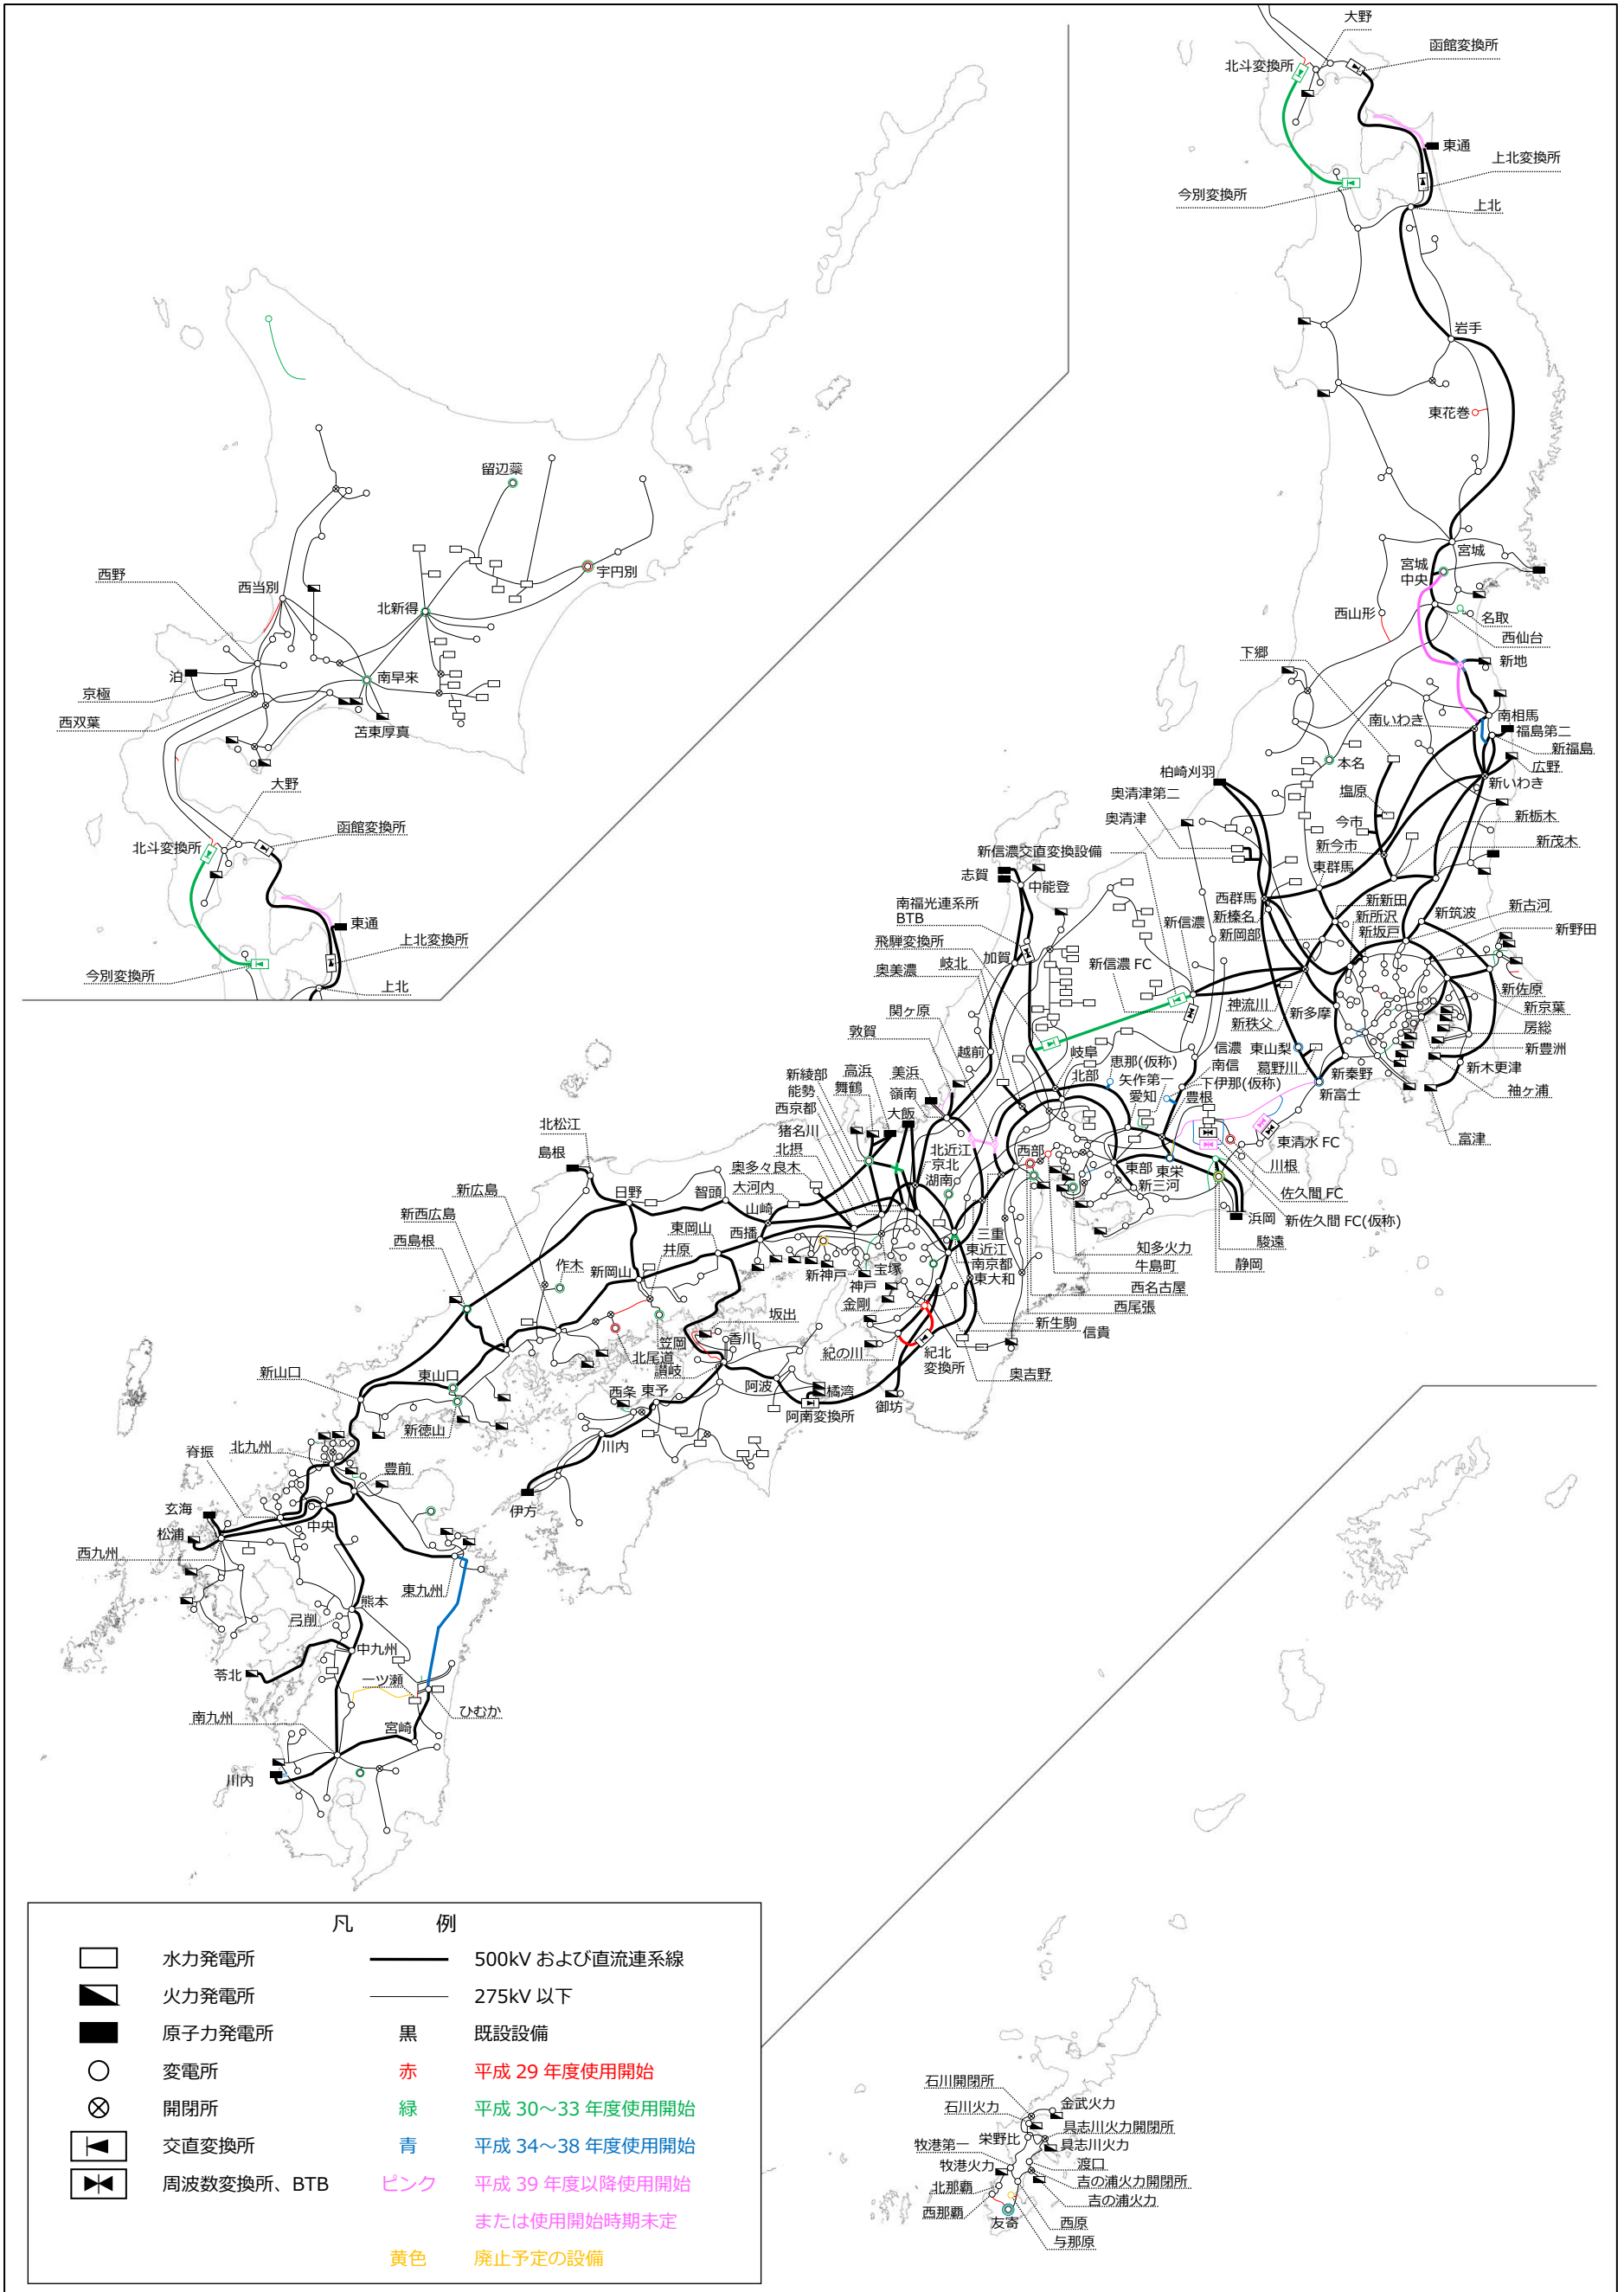 大野
函館変換所
北斗変換所
東通
上北変換所
今別変換所
上北
岩手
東花巻
宮城
宮城
中央
西山形
名取
西仙台
下郷
新地
南相馬
南いわき
福島第二
新福島
広野
新いわき
本名
塩原
今市
新今市
新栃木
新茂木
柏崎刈羽
奥清津第二
奥清津
新信濃交直変換設備
東群馬
西群馬
新榛名
新岡部
新新田
新所沢
新坂戸
新筑波
新古河
新野田
志賀
中能登
南福光連系所
BTB
新信濃
飛騨変換所
加賀
岐北
奥美濃
新信濃 FC
関ヶ原
神流川
新秩父
新多摩
新佐原
新京葉
房総
新豊洲
敦賀
越前
岐阜
北部
恵那(仮称)
矢作第一
愛知
信濃
南信
下伊那(仮称)
豊根
東山梨
葛野川
新秦野
新富士
新木更津
袖ケ浦
富津
新綾部
能勢
西京都
高浜
舞鶴
美浜
嶺南
大飯
猪名川
北摂
奥多々良木
北近江
京北
湖南
西部
東部
新三河
東栄
東清水 FC
川根
佐久間 FC
新佐久間 FC(仮称)
浜岡
駿遠
静岡
知多火力
牛島町
西名古屋
西尾張
三重
東近江
南京都
東大和
新生駒
信貴
奥吉野
紀北
変換所
金剛
紀の川
御坊
宝塚
神戸
新神戸
大河内
山崎
西播
智頭
東岡山
井原
日野
北松江
島根
新広島
新西広島
西島根
作木
新岡山
坂出
香川
笠岡
北尾道
讃岐
阿波
橘湾
阿南変換所
西条
東予
川内
伊方
新山口
東山口
新徳山
脊振
北九州
豊前
玄海
松浦
中央
西九州
東九州
熊本
弓削
中九州
苓北
一ツ瀬
ひむか
宮崎
南九州
川内
留辺蘂
宇円別
西野
西当別
北新得
泊
京極
西双葉
南早来
苫東厚真
大野
函館変換所
北斗変換所
東通
上北変換所
今別変換所
上北
石川開閉所
金武火力
石川火力
具志川火力開閉所
栄野比
具志川火力
牧港第一
渡口
牧港火力
吉の浦火力開閉所
北那覇
吉の浦火力
西那覇
友寄
西原
与那原
凡 例
水力発電所 500kV および直流連系線
火力発電所 275kV 以下
原子力発電所 黒 既設設備
変電所 赤 平成 29 年度使用開始
開閉所 緑 平成 30～33 年度使用開始
交直変換所 青 平成 34～38 年度使用開始
周波数変換所、BTB ピンク 平成 39 年度以降使用開始
または使用開始時期未定
黄色 廃止予定の設備